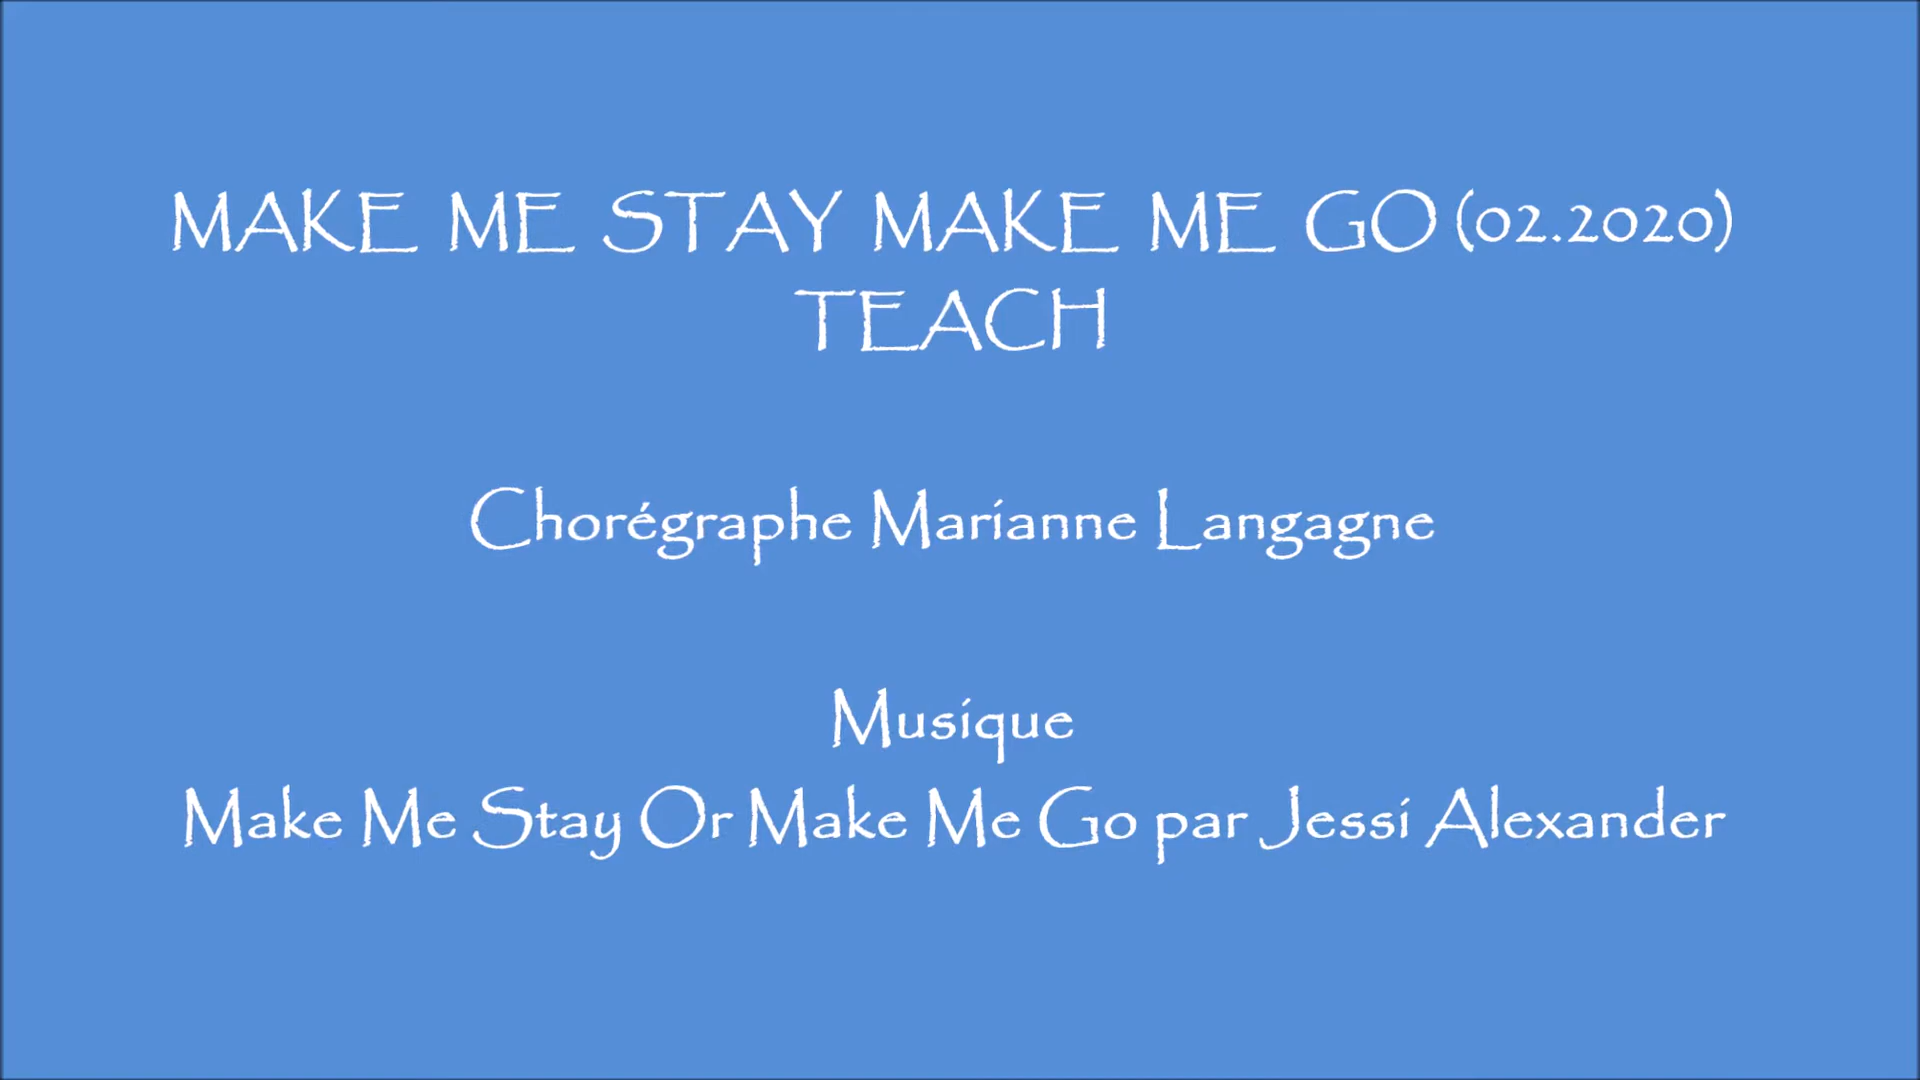 MAKE ME STAY MAKE ME GO (02.2020)
TEACH
Chorégraphe Marianne Langagne
Musique
Make Me Stay Or Make Me Go par Jessi Alexander